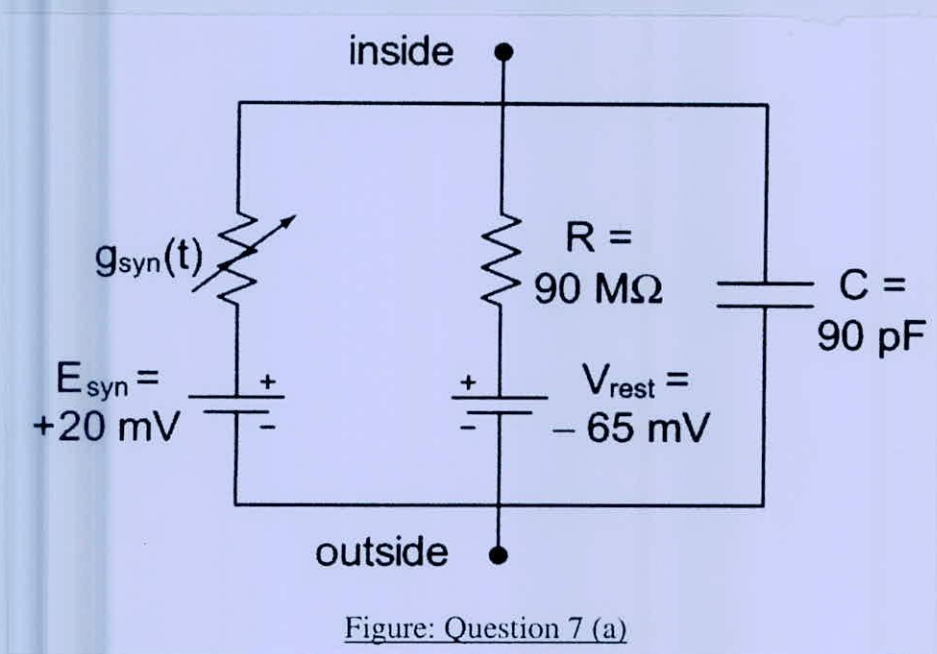 inside
gsyn(t)
R =
90 MΩ
C =
90 pF
Esyn =
+20 mV
+
-
+
-
Vrest =
– 65 mV
outside
Figure: Question 7 (a)